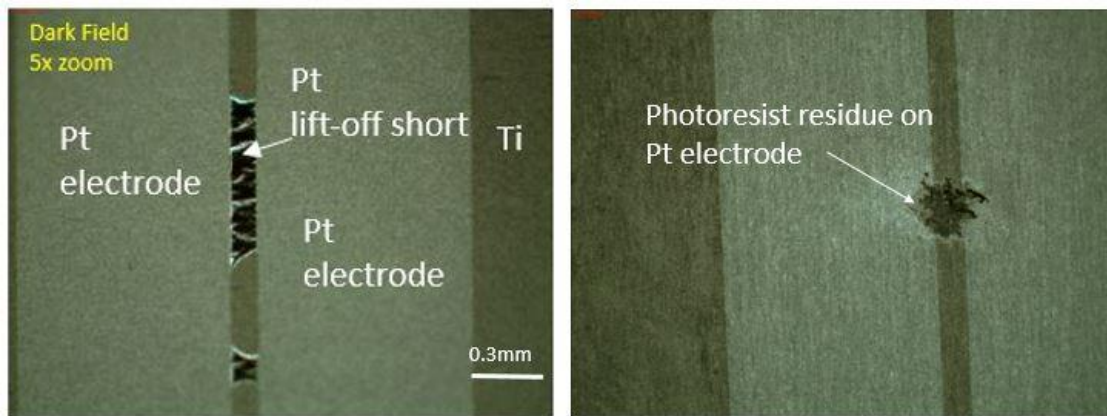 Dark Field
5x zoom
Pt
lift-off short
Pt
electrode
Ti
Pt
electrode
0.3mm
Photoresist residue on
Pt electrode